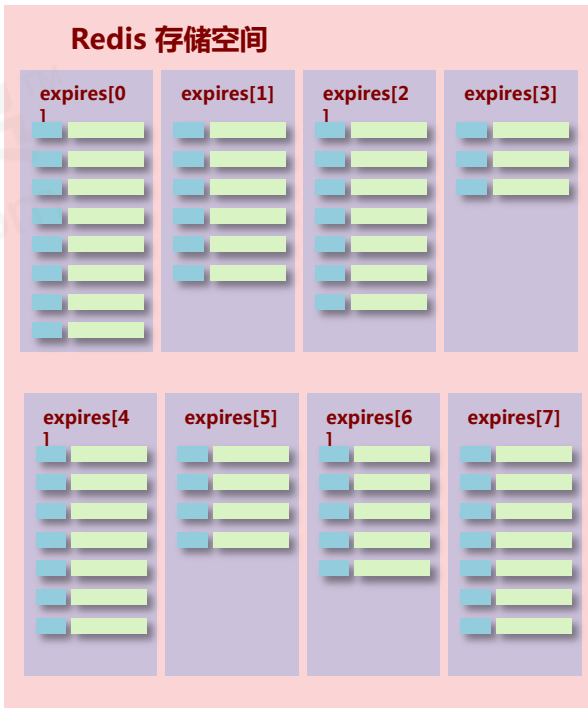 Redis 存储空间
expires[0
]
expires[1]
expires[2
]
expires[3]
expires[4
]
expires[5]
expires[6
]
expires[7]